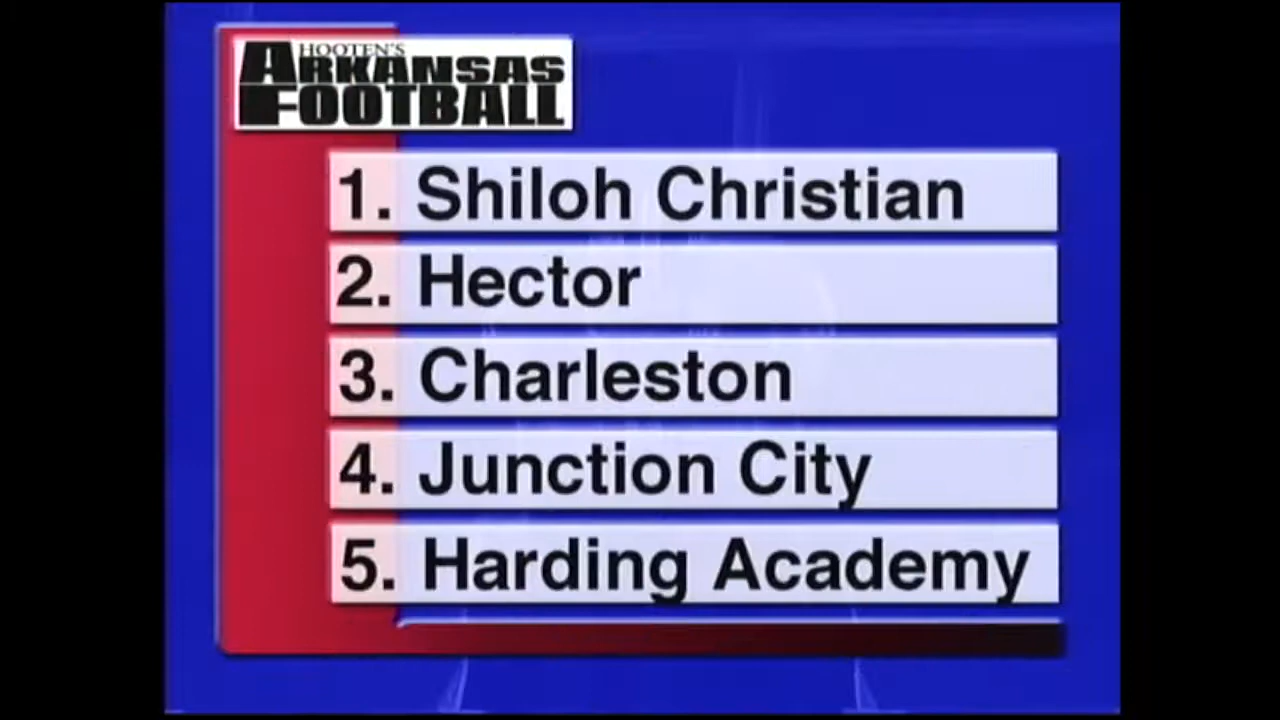 HOOTEN'S
ARKANSAS
FOOTBALL
1. Shiloh Christian
2. Hector
3. Charleston
4. Junction City
5. Harding Academy